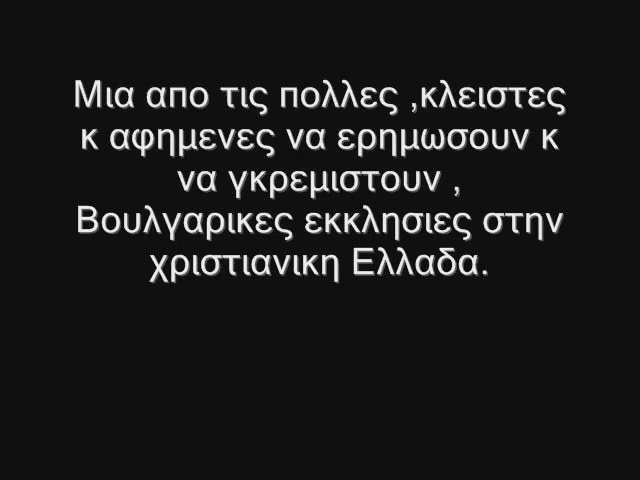 Μια απο τις πολλες ,κλειστες
κ αφημενες να ερημωσουν κ
να γκρεμιστουν ,
Βουλγαρικες εκκλησιες στην
χριστιανικη Ελλαδα.